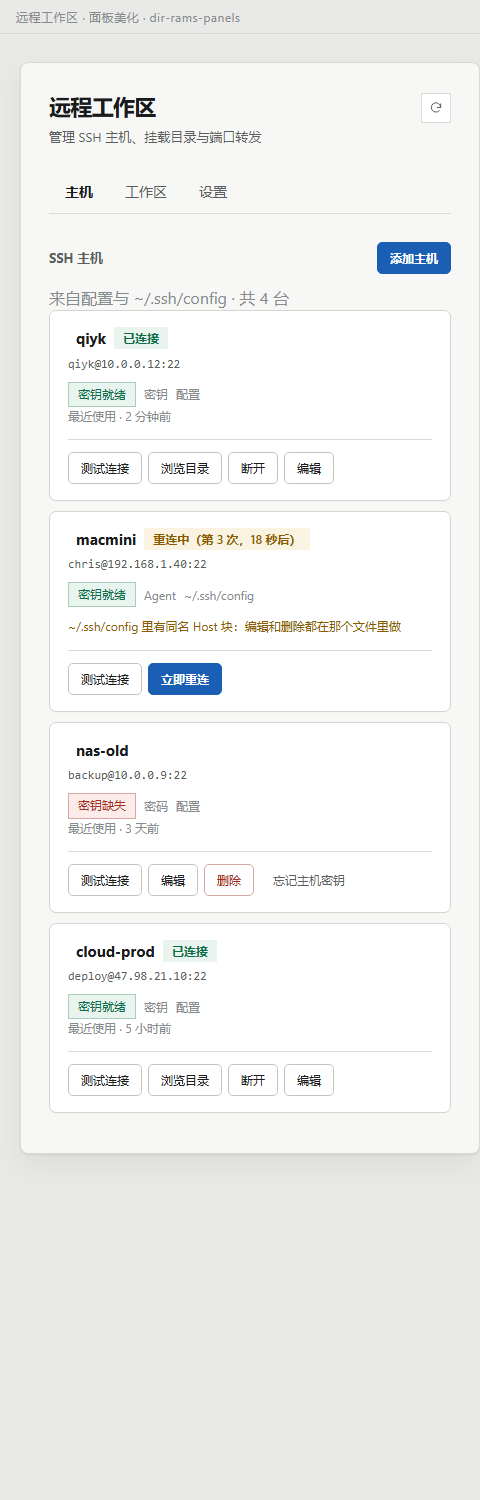 远程工作区 · 面板美化 · dir-rams-panels
远程工作区
管理 SSH 主机、挂载目录与端口转发
主机 工作区 设置
SSH 主机 添加主机
来自配置与 ~/.ssh/config · 共 4 台
qiyk 已连接
qiyk@10.0.0.12:22
密钥就绪 密钥 配置
最近使用 · 2 分钟前
测试连接 浏览目录 断开 编辑
macmini 重连中（第 3 次，18 秒后）
chris@192.168.1.40:22
密钥就绪 Agent ~/.ssh/config
~/.ssh/config 里有同名 Host 块：编辑和删除都在那个文件里做
测试连接 立即重连
nas-old
backup@10.0.0.9:22
密钥缺失 密码 配置
最近使用 · 3 天前
测试连接 编辑 删除 忘记主机密钥
cloud-prod 已连接
deploy@47.98.21.10:22
密钥就绪 密钥 配置
最近使用 · 5 小时前
测试连接 浏览目录 断开 编辑